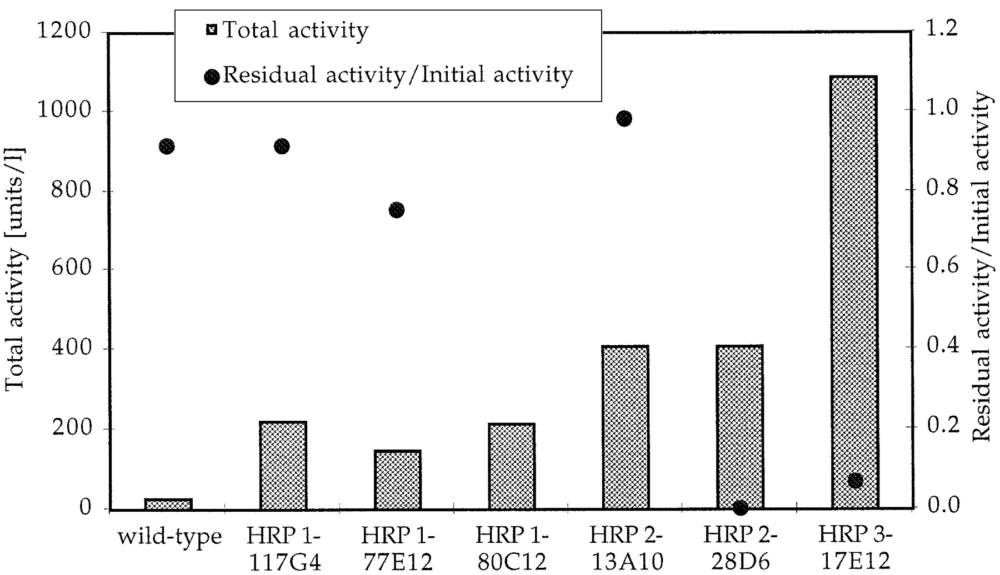 Total activity
Residual activity/Initial activity
1200
1000
800
600
400
200
0
Total activity [units/l]
1.2
1.0
0.8
0.6
0.4
0.2
0.0
Residual activity/Initial activity
wild-type
HRP 1-
117G4
HRP 1-
77E12
HRP 1-
80C12
HRP 2-
13A10
HRP 2-
28D6
HRP 3-
17E12